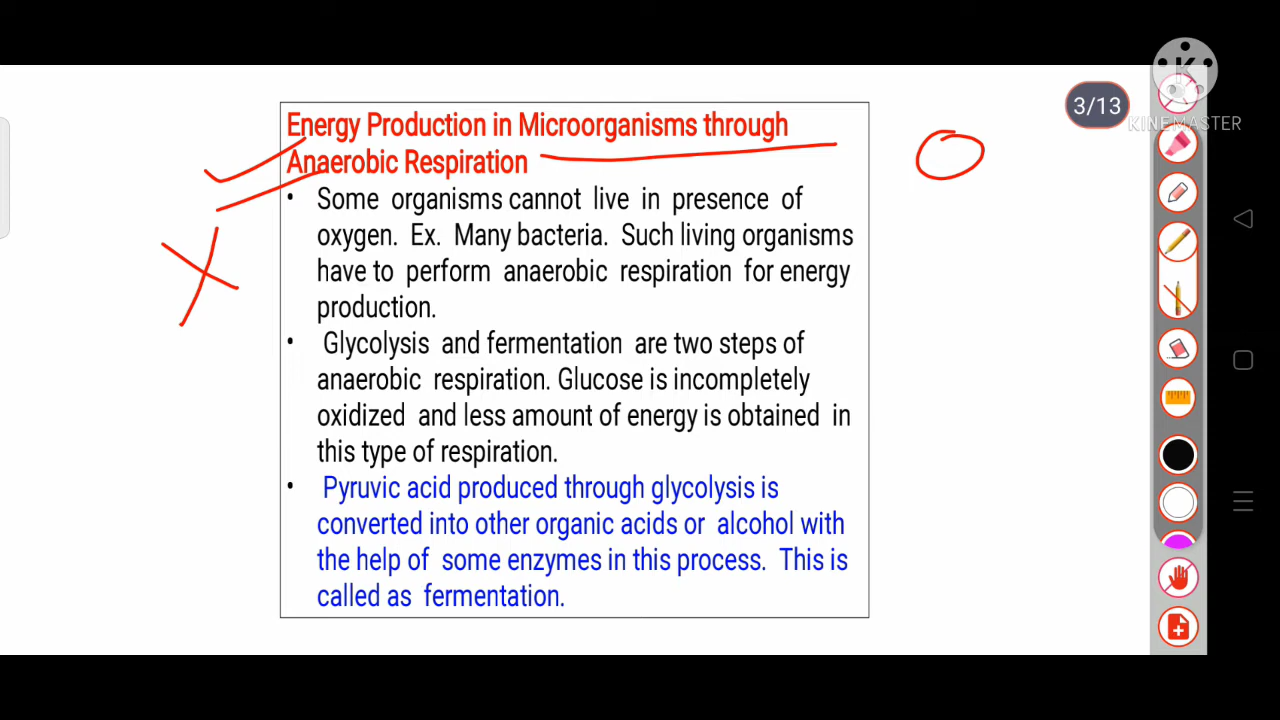 3/13
KINEMASTER
Energy Production in Microorganisms through
Anaerobic Respiration
• Some organisms cannot live in presence of
oxygen. Ex. Many bacteria. Such living organisms
have to perform anaerobic respiration for energy
production.
• Glycolysis and fermentation are two steps of
anaerobic respiration. Glucose is incompletely
oxidized and less amount of energy is obtained in
this type of respiration.
• Pyruvic acid produced through glycolysis is
converted into other organic acids or alcohol with
the help of some enzymes in this process. This is
called as fermentation.